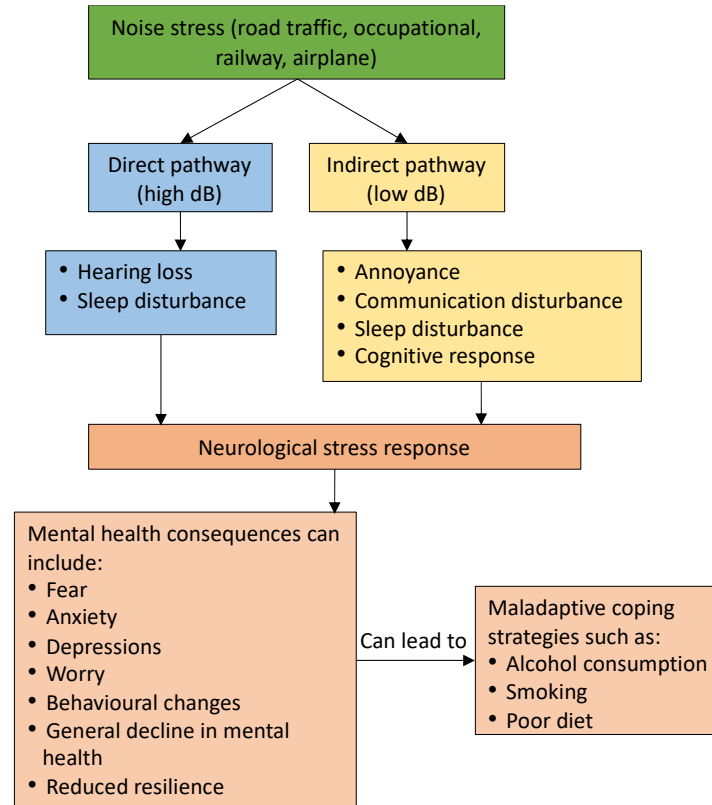 Noise stress (road traffic, occupational,
railway, airplane)
Direct pathway
(high dB)
Indirect pathway
(low dB)
• Hearing loss
• Sleep disturbance
• Annoyance
• Communication disturbance
• Sleep disturbance
• Cognitive response
Neurological stress response
Mental health consequences can
include:
• Fear
• Anxiety
• Depressions
• Worry
• Behavioural changes
• General decline in mental
health
• Reduced resilience
Can lead to
Maladaptive coping
strategies such as:
• Alcohol consumption
• Smoking
• Poor diet